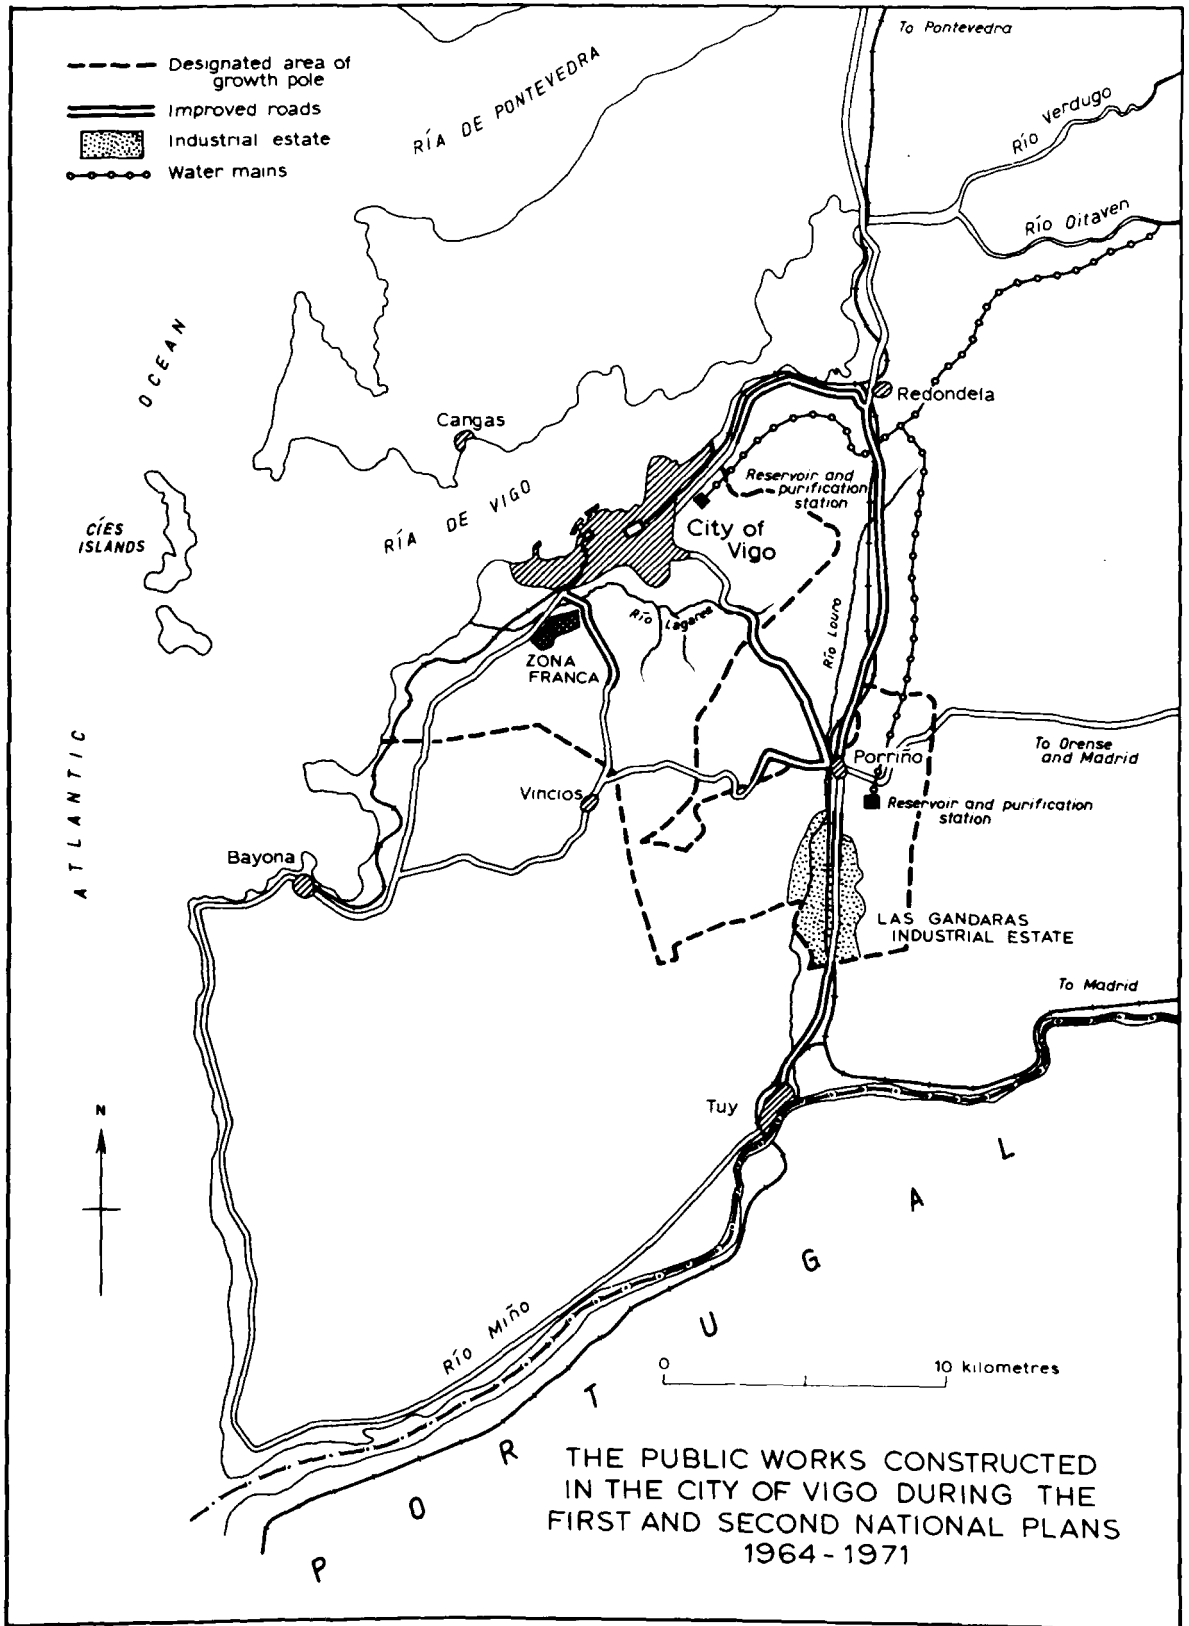 To Pontevedra
Designated area of
growth pole
Improved roads
Industrial estate
Water mains
RÍA DE PONTEVEDRA
Río Verdugo
Río Oitaven
OCEAN
Redondela
Cangas
RÍA DE VIGO
Reservoir and
purification
station
CÍES
ISLANDS
City of
Vigo
Río Lagares
Río Louro
ZONA
FRANCA
ATLANTIC
To Orense
and Madrid
Porriño
Vincios
Reservoir and purification
station
Bayona
LAS GANDARAS
INDUSTRIAL ESTATE
To Madrid
N
Tuy
RÍO MIÑO
PORTUGAL
0 10 kilometres
THE PUBLIC WORKS CONSTRUCTED
IN THE CITY OF VIGO DURING THE
FIRST AND SECOND NATIONAL PLANS
1964-1971